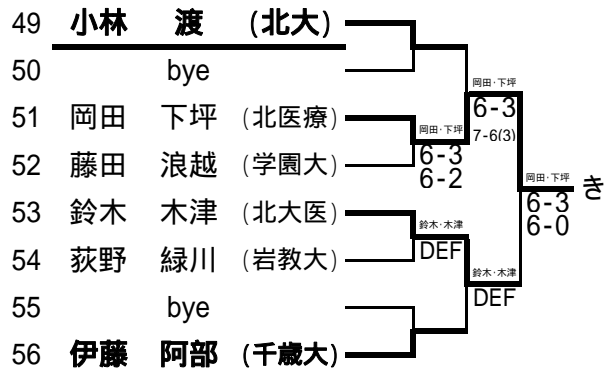 49 小林 渡 (北大)
50 bye
岡田・下坪
6-3
7-6(3)
51 岡田 下坪 (北医療)
岡田・下坪
6-3
6-2
52 藤田 浪越 (学園大)
岡田・下坪
6-3
6-0
き
53 鈴木 木津 (北大医)
鈴木・木津
DEF
54 荻野 緑川 (岩教大)
鈴木・木津
DEF
55 bye
56 伊藤 阿部 (千歳大)